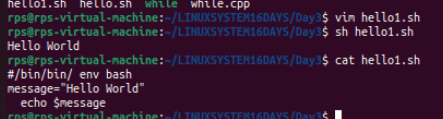 hello1.sh hello.sh while while.cpp
rps@rps-virtual-machine:~/LINUXSYSTEM16DAYS/Day3$ vim hello1.sh
rps@rps-virtual-machine:~/LINUXSYSTEM16DAYS/Day3$ sh hello1.sh
Hello World
rps@rps-virtual-machine:~/LINUXSYSTEM16DAYS/Day3$ cat hello1.sh
#/bin/bin/ env bash
message="Hello World"
  echo $message
rps@rps-virtual-machine:~/LINUXSYSTEM16DAYS/Day3$